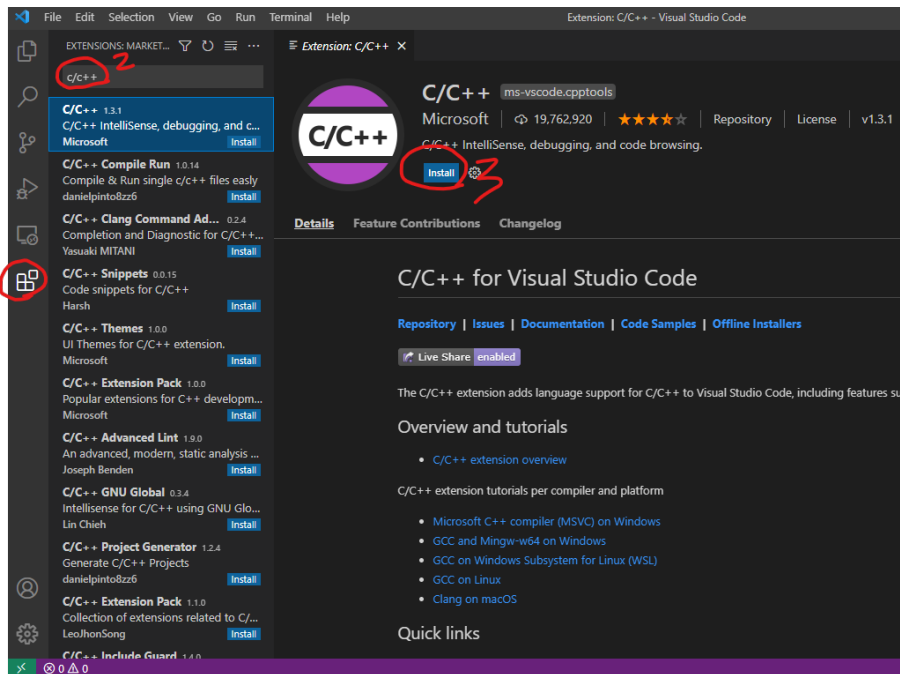 File Edit Selection View Go Run Terminal Help
Extension: C/C++ - Visual Studio Code
EXTENSIONS: MARKET... ...
c/c++
2
C/C++ 1.3.1
C/C++ IntelliSense, debugging, and c...
Microsoft Install
C/C++ Compile Run 1.0.14
Compile & Run single c/c++ files easly
danielpinto8zz6 Install
C/C++ Clang Command Ad... 0.2.4
Completion and Diagnostic for C/C++...
Yasuaki MITANI Install
C/C++ Snippets 0.0.15
Code snippets for C/C++
Harsh Install
C/C++ Themes 1.0.0
UI Themes for C/C++ extension.
Microsoft Install
C/C++ Extension Pack 1.0.0
Popular extensions for C++ developm...
Microsoft Install
C/C++ Advanced Lint 1.9.0
An advanced, modern, static analysis ...
Joseph Benden Install
C/C++ GNU Global 0.3.4
Intellisense for C/C++ using GNU Glo...
Lin Chieh Install
C/C++ Project Generator 1.2.4
Generate C/C++ Projects
danielpinto8zz6 Install
C/C++ Extension Pack 1.1.0
Collection of extensions related to C/...
LeoJhonSong Install
C/C++ Include Guard 1.4.0
0 0
Extension: C/C++
C/C++
C/C++ ms-vscode.cpptools
Microsoft 19,762,920 Repository License v1.3.1
C/C++ IntelliSense, debugging, and code browsing.
Install
3
Details Feature Contributions Changelog
C/C++ for Visual Studio Code
Repository | Issues | Documentation | Code Samples | Offline Installers
Live Share enabled
The C/C++ extension adds language support for C/C++ to Visual Studio Code, including features su
Overview and tutorials
C/C++ extension overview
C/C++ extension tutorials per compiler and platform
Microsoft C++ compiler (MSVC) on Windows
GCC and Mingw-w64 on Windows
GCC on Windows Subsystem for Linux (WSL)
GCC on Linux
Clang on macOS
Quick links